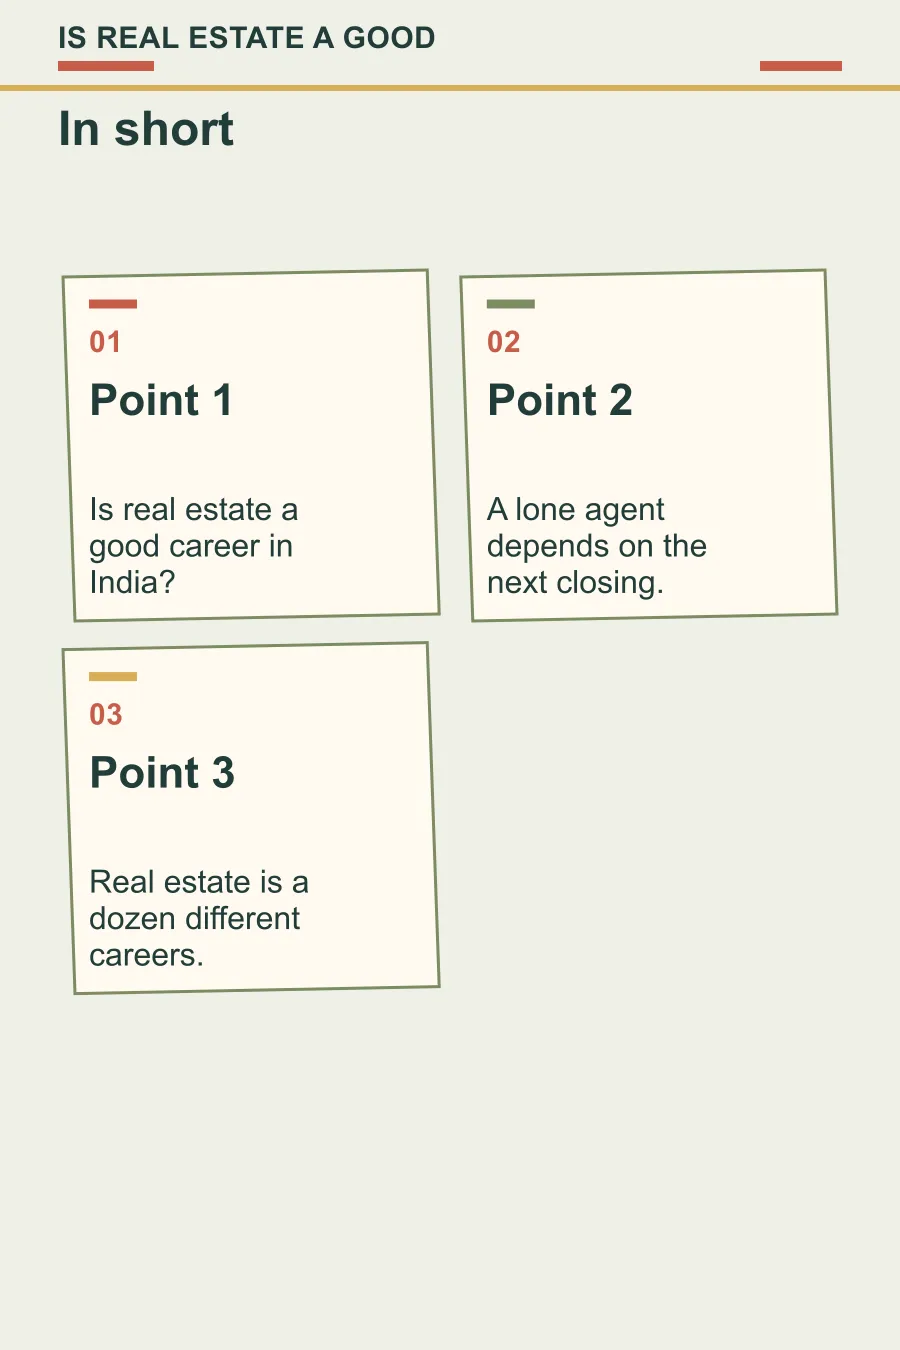 IS REAL ESTATE A GOOD
In short
01
Point 1
Is real estate a
good career in
India?
02
Point 2
A lone agent
depends on the
next closing.
03
Point 3
Real estate is a
dozen different
careers.